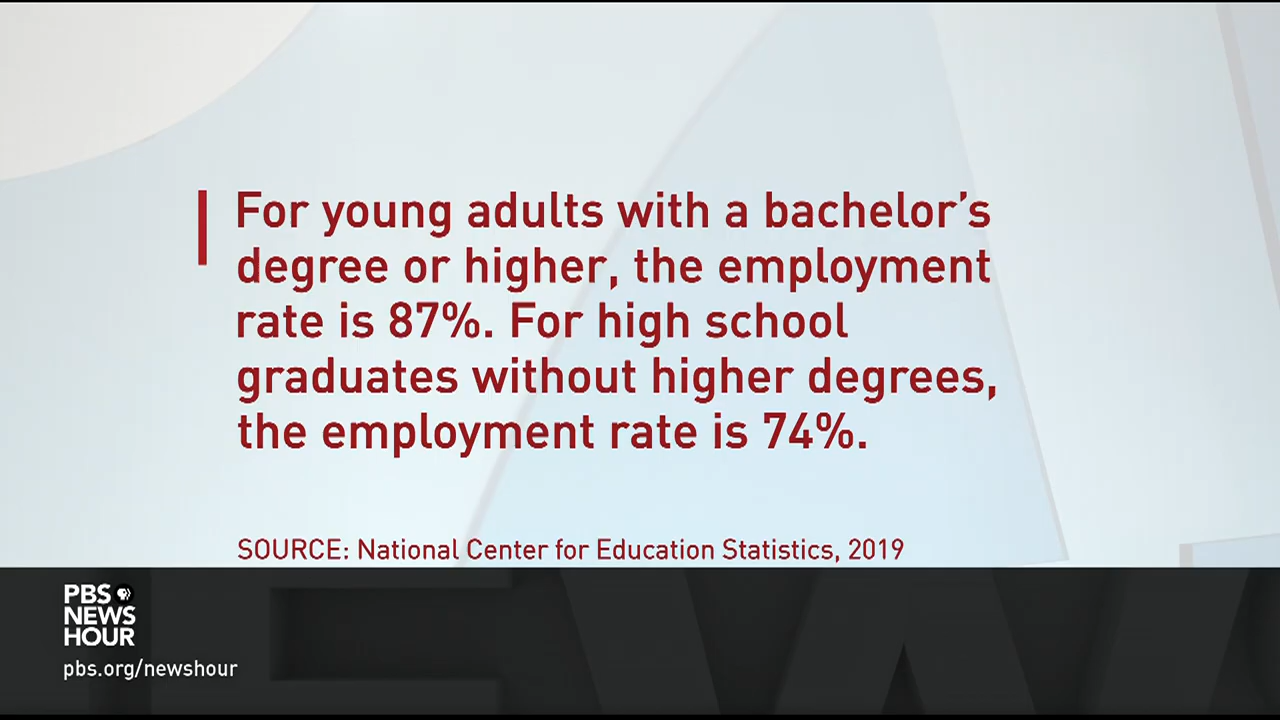 For young adults with a bachelor’s
degree or higher, the employment
rate is 87%. For high school
graduates without higher degrees,
the employment rate is 74%.
SOURCE: National Center for Education Statistics, 2019
PBS
NEWS
HOUR
pbs.org/newshour